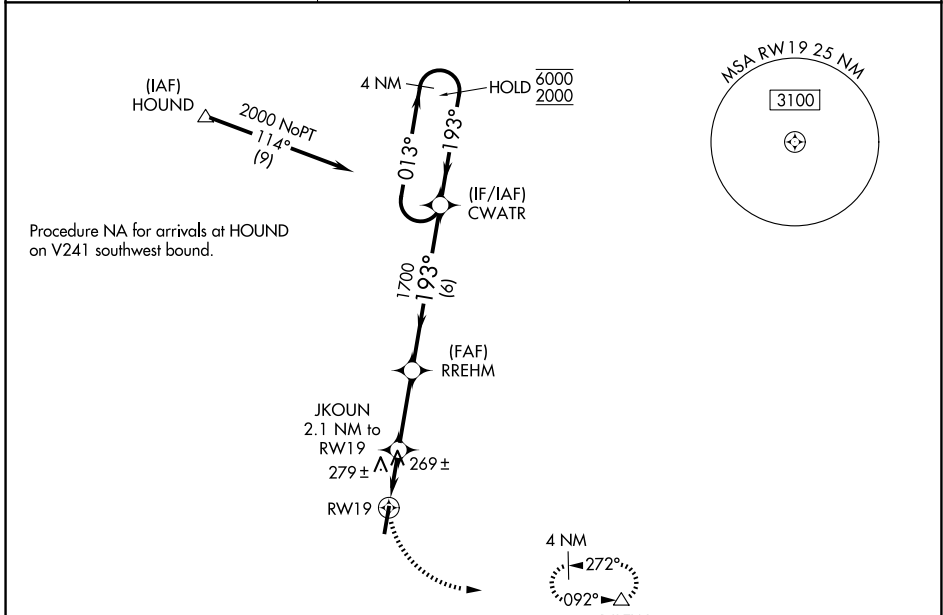 (IAF)
HOUND
2000 NoPT
114°
(9)
4 NM
HOLD 6000
2000
013°
193°
(IF/IAF)
CWATR
MSA RW19 25 NM
3100
Procedure NA for arrivals at HOUND
on V241 southwest bound.
1700
193°
(6)
(FAF)
RREHM
JKOUN
2.1 NM to
RW19
279±
269±
RW19
4 NM
272°
092°